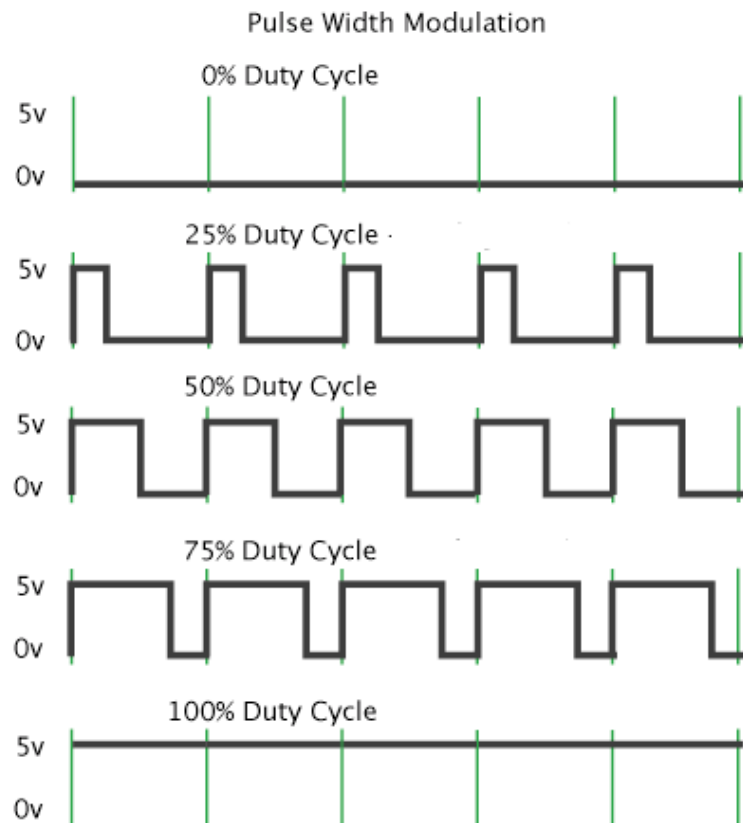 Pulse Width Modulation
0% Duty Cycle
5v
0v
25% Duty Cycle
5v
0v
50% Duty Cycle
5v
0v
75% Duty Cycle
5v
0v
100% Duty Cycle
5v
0v